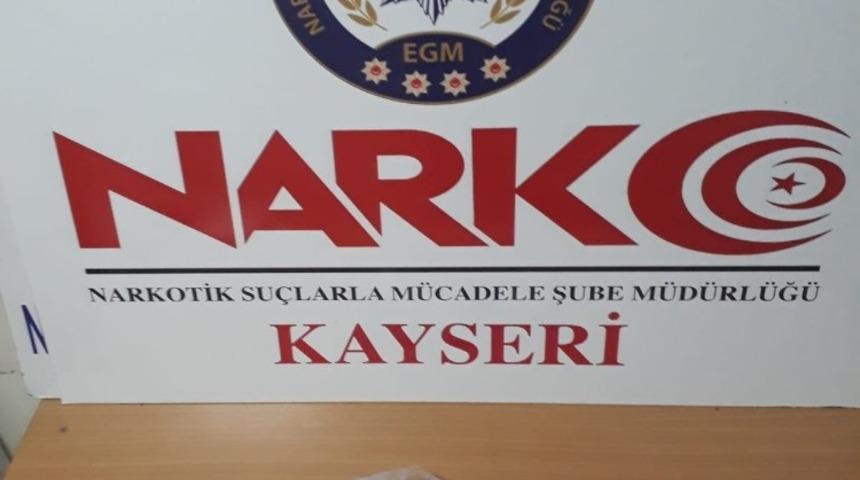 EGM
NARKO
NARKOTİK SUÇLARLA MÜCADELE ŞUBE MÜDÜRLÜĞÜ
KAYSERİ